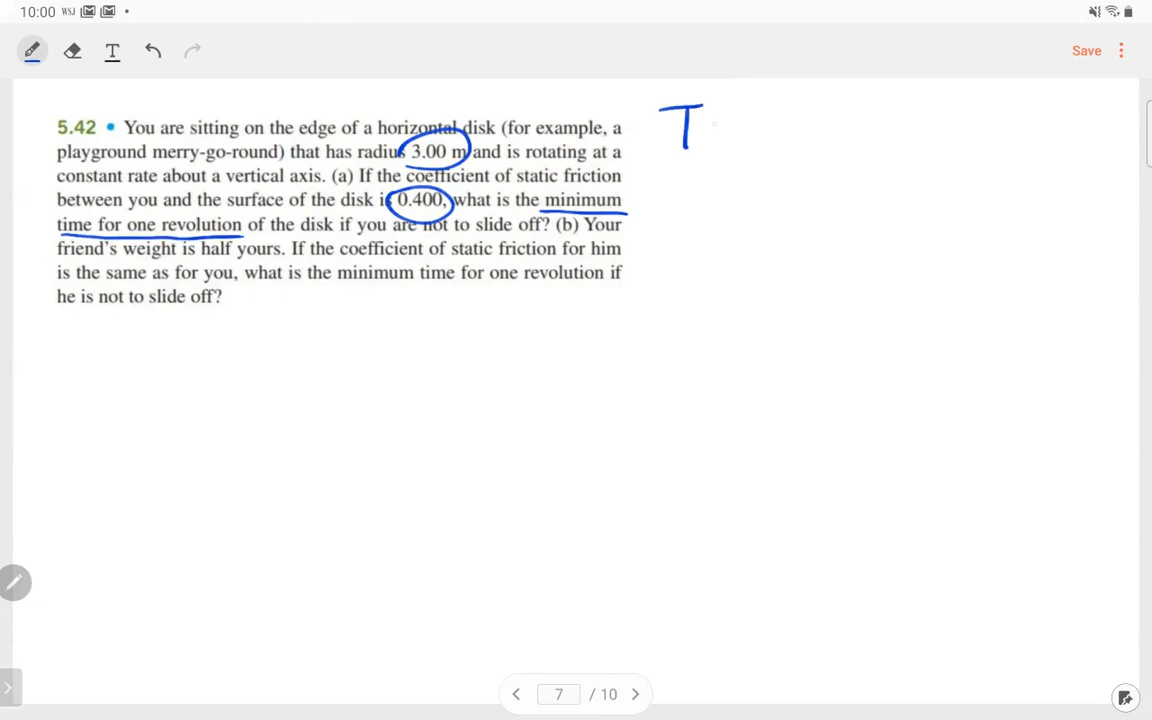 10:00 WSJ
T Save
5.42 • You are sitting on the edge of a horizontal disk (for example, a
playground merry-go-round) that has radius 3.00 m and is rotating at a
constant rate about a vertical axis. (a) If the coefficient of static friction
between you and the surface of the disk is 0.400, what is the minimum
time for one revolution of the disk if you are not to slide off? (b) Your
friend's weight is half yours. If the coefficient of static friction for him
is the same as for you, what is the minimum time for one revolution if
he is not to slide off?
T
7 / 10